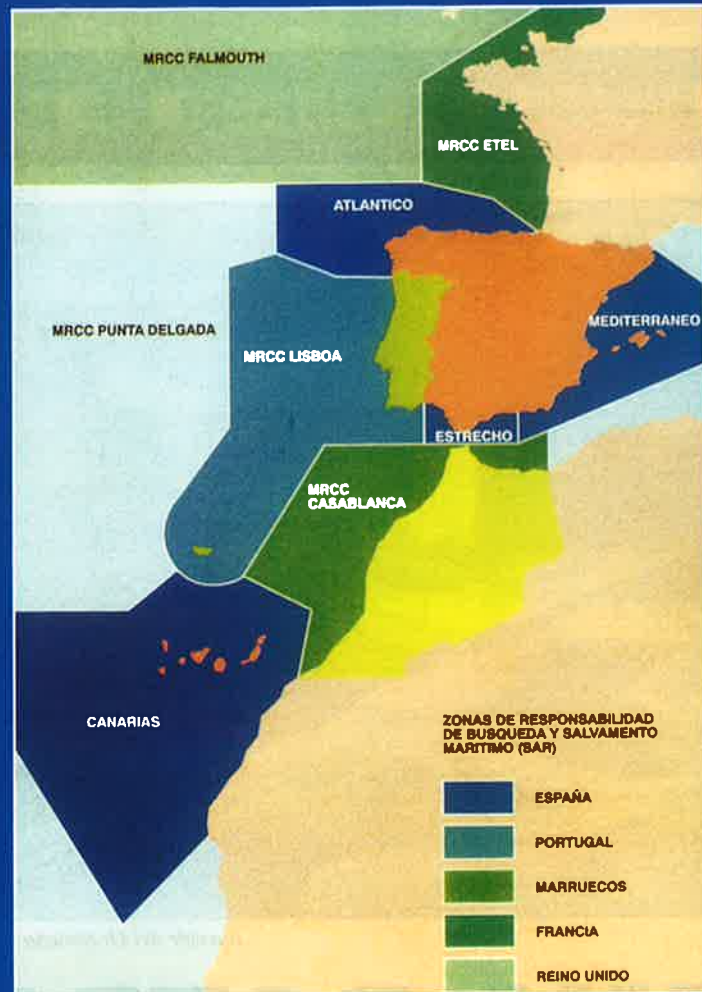 MRCC FALMOUTH
MRCC ETEL
ATLANTICO
MRCC PUNTA DELGADA
MRCC LISBOA
MEDITERRANEO
ESTRECHO
MRCC
CASABLANCA
CANARIAS
ZONAS DE RESPONSABILIDAD
DE BUSQUEDA Y SALVAMENTO
MARITIMO (SAR)
ESPAÑA
PORTUGAL
MARRUECOS
FRANCIA
REINO UNIDO